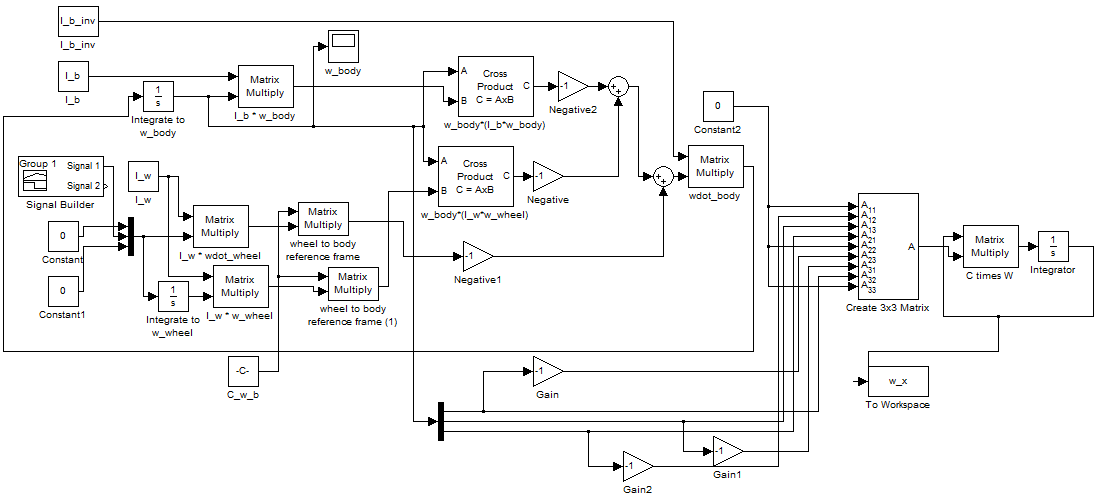 I_b_inv
I_b_inv
I_b
I_b
1
s
Integrate to
w_body
Matrix
Multiply
I_b * w_body
w_body
A
B
Cross
Product
C = AxB
C
w_body*(I_b*w_body)
-1
Negative2
+
+
0
Constant2
Group 1
Signal 1
Signal 2
Signal Builder
I_w
I_w
A
B
Cross
Product
C = AxB
C
w_body*(I_w*w_wheel)
-1
Negative
+
+
Matrix
Multiply
wdot_body
0
Constant
Matrix
Multiply
I_w * wdot_wheel
Matrix
Multiply
wheel to body
reference frame
-1
Negative1
0
Constant1
1
s
Integrate to
w_wheel
Matrix
Multiply
I_w * w_wheel
Matrix
Multiply
wheel to body
reference frame (1)
A11
A12
A13
A21
A22
A23
A31
A32
A33
A
Create 3x3 Matrix
Matrix
Multiply
C times W
1
s
Integrator
-C-
C_w_b
-1
Gain
w_x
To Workspace
-1
Gain1
-1
Gain2